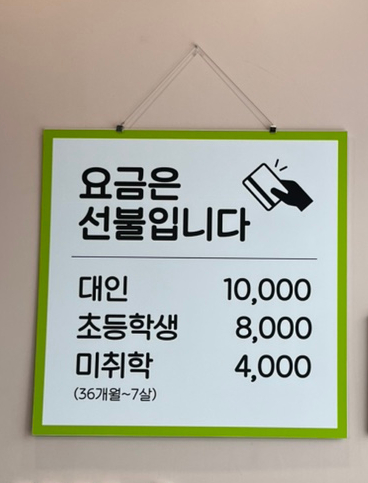 요금은
선불입니다
대인 10,000
초등학생 8,000
미취학 4,000
(36개월~7살)